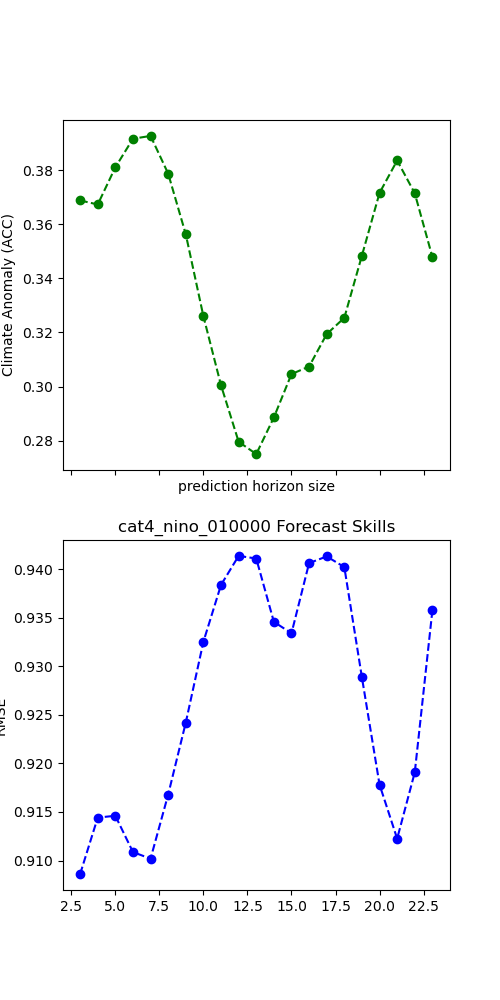 0.38
0.36
0.34
0.32
0.30
0.28
Climate Anomaly (ACC)
prediction horizon size
cat4_nino_010000 Forecast Skills
0.940
0.935
0.930
0.925
0.920
0.915
0.910
RMSE
2.5 5.0 7.5 10.0 12.5 15.0 17.5 20.0 22.5